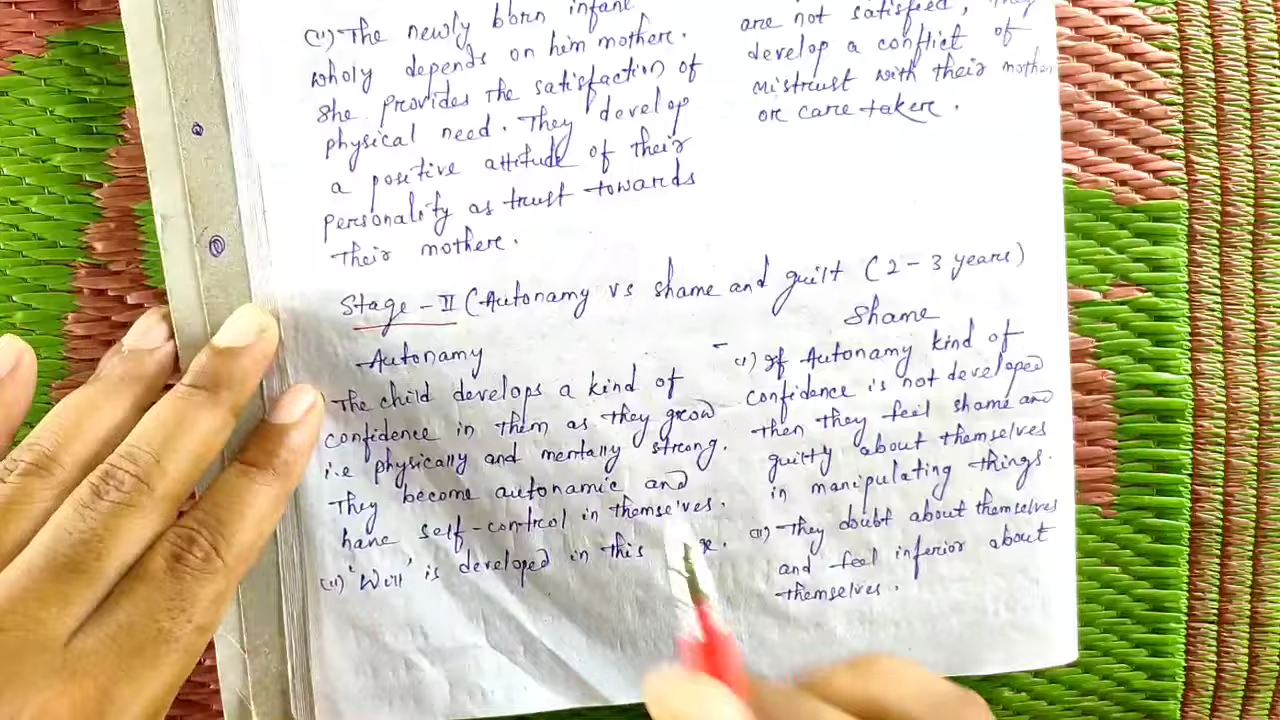 (ii) The newly born infant
wholy depends on him mother.
She provides the satisfaction of
physical need. They develop
a positive attitude of their
personality as trust towards
their mothere.
are not satisfeed, They
develop a conflict of
mistrust with their mother
or care taker.
Stage - II (Autonamy vs shame and guilt (2 - 3 years)
Autonamy
The child develops a kind of
confidence in them as they grow
i.e physically and mentally strong.
They become autonamic and
have self-control in themselves.
(ii) 'Will' is developed in this
Shame
(i) If Autonamy kind of
confidence is not developed
then they feel shame and
guilty about themselves
in manipulating things.
(ii) They doubt about themselves
and feel inferior about
themselves.